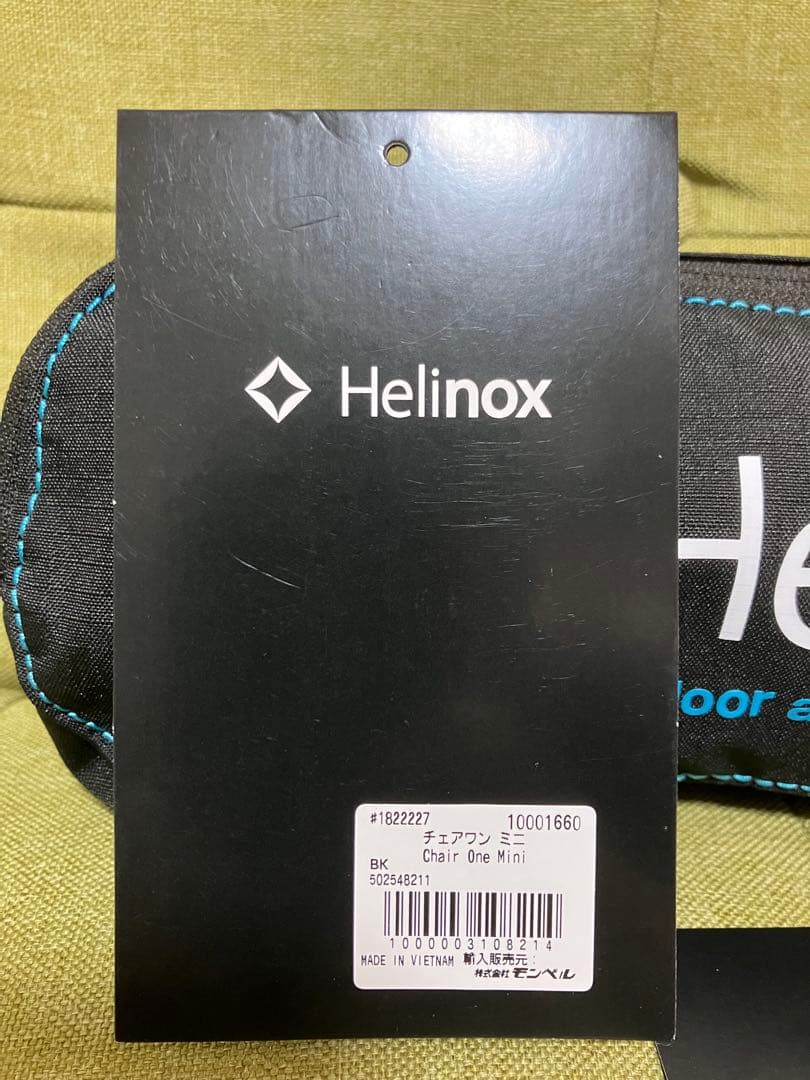 Helinox
He
door a
#1822227 10001660
チェアワン ミニ
Chair One Mini
BK
502548211
1000003108214
MADE IN VIETNAM 輸入販売元:
株式会社 モンベル